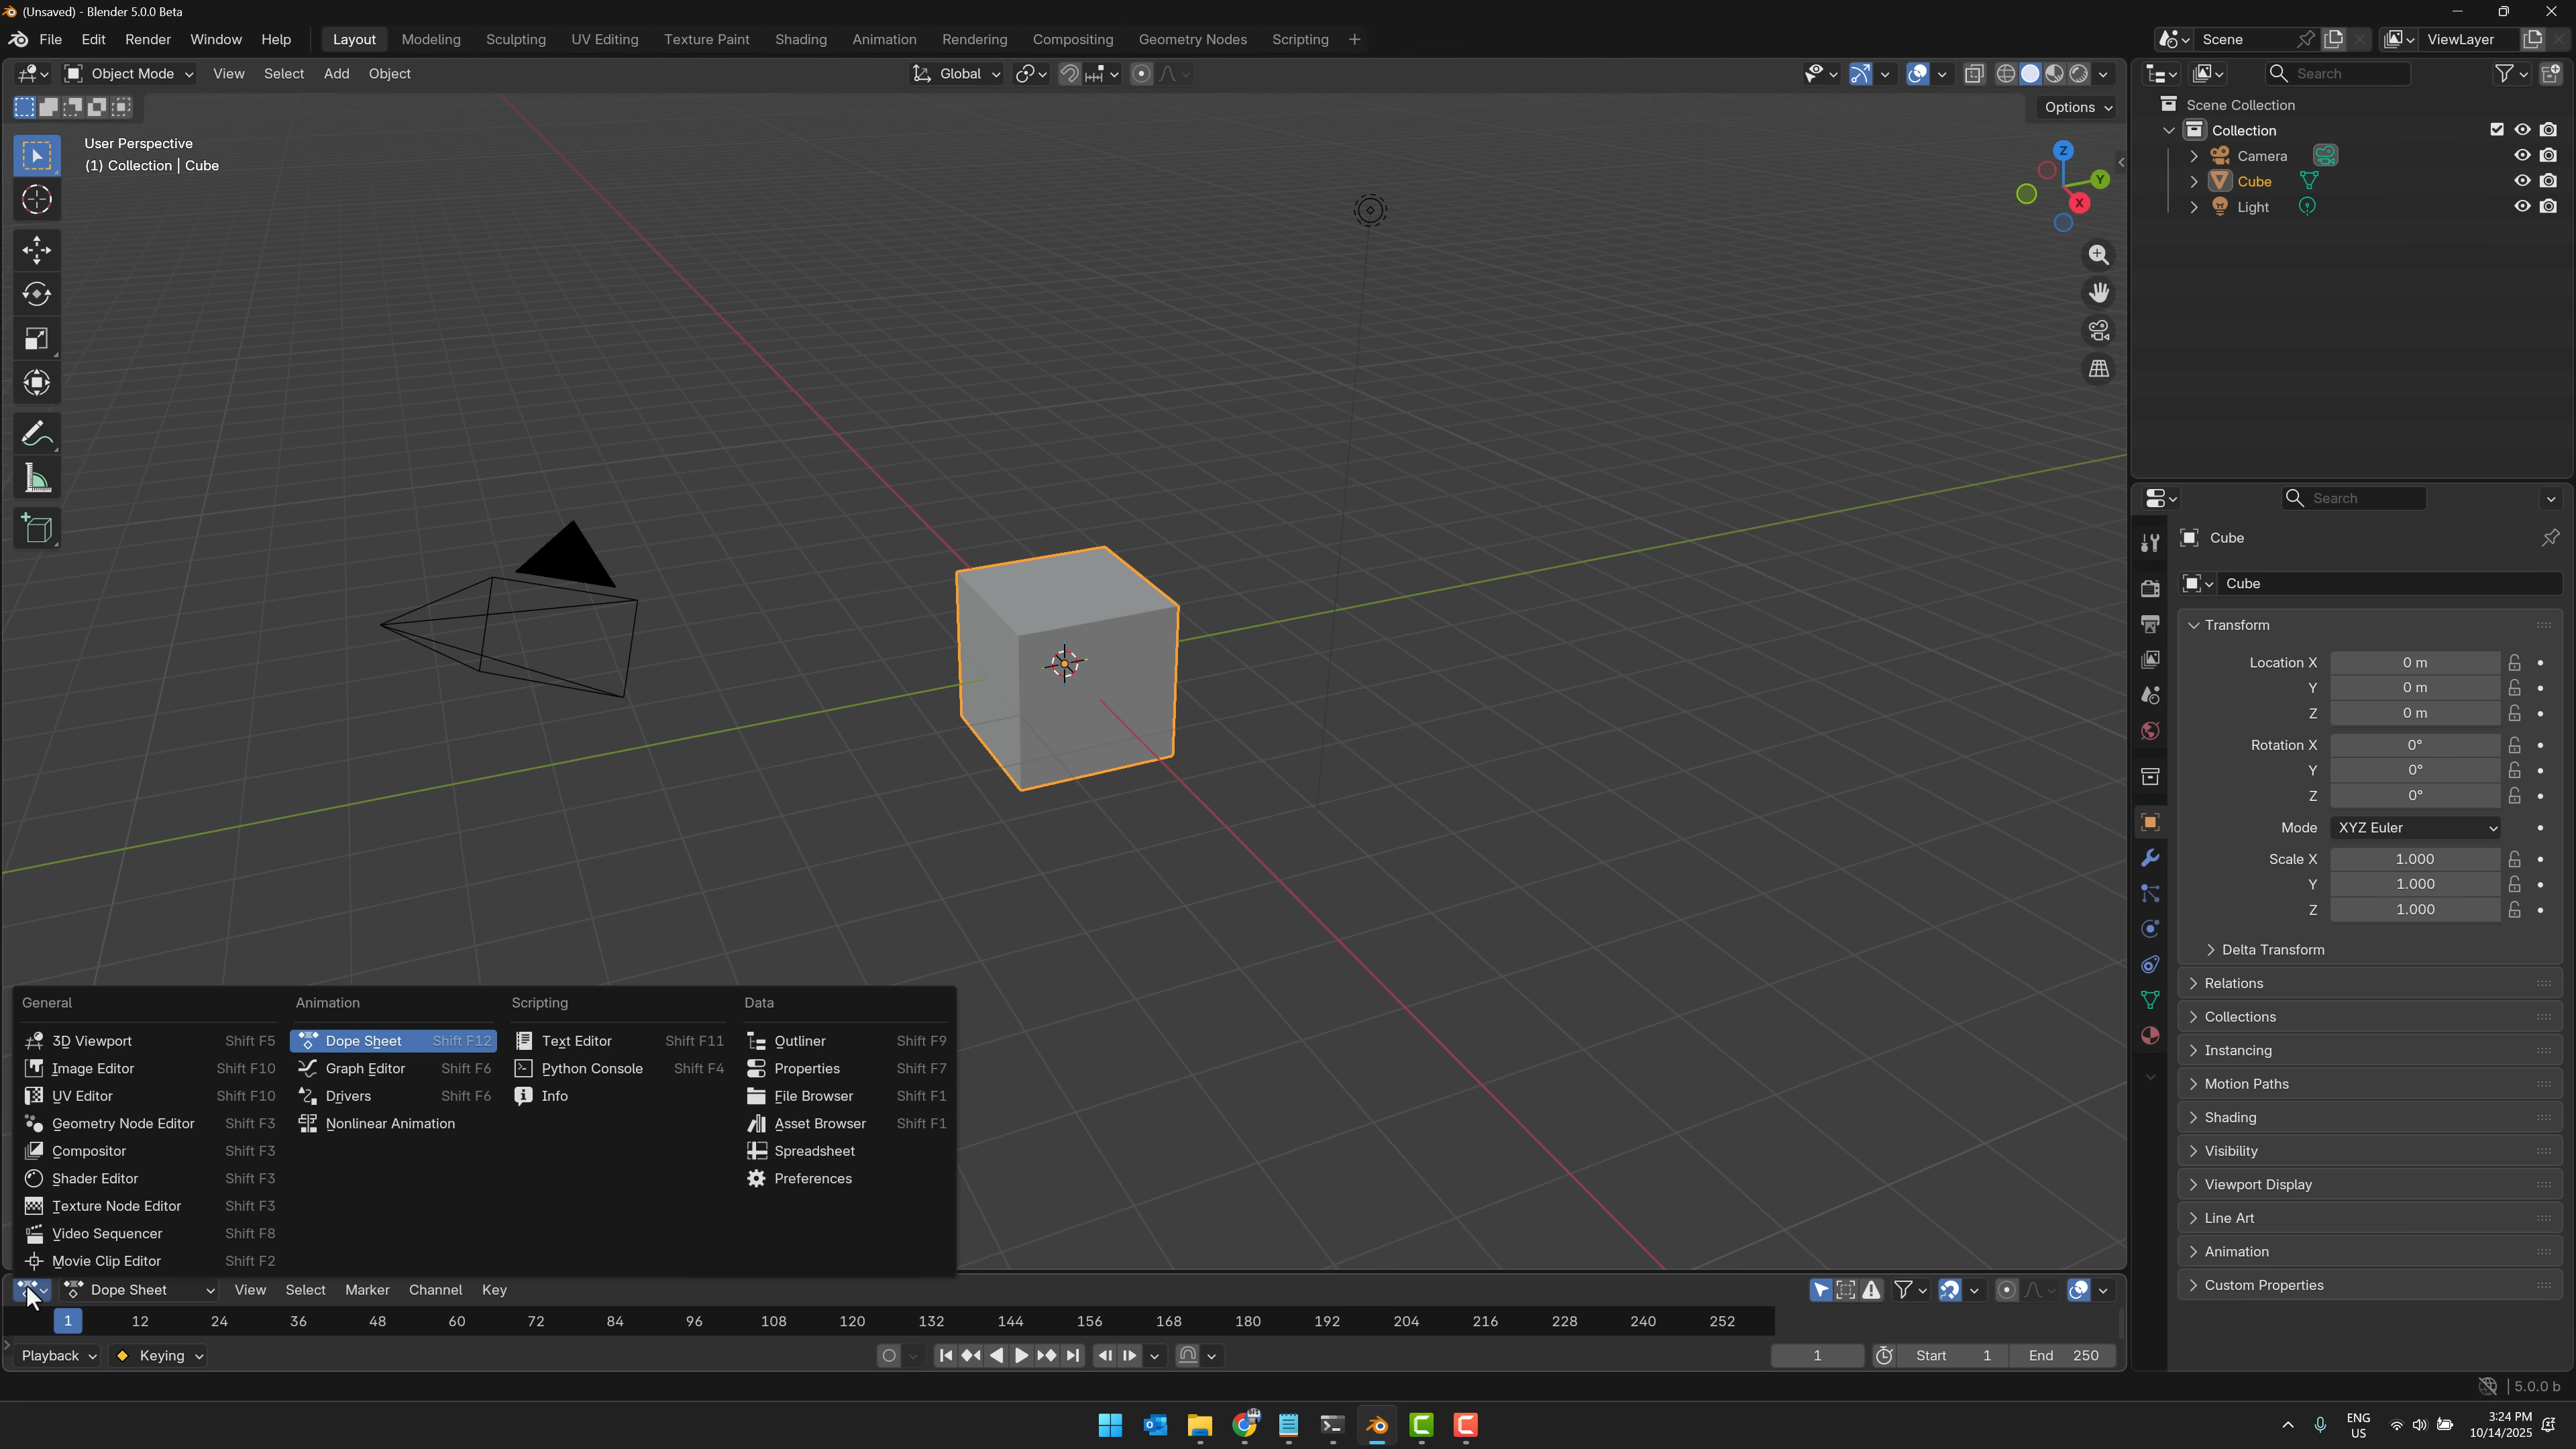 (Unsaved) - Blender 5.0.0 Beta
File Edit Render Window Help Layout Modeling Sculpting UV Editing Texture Paint Shading Animation Rendering Compositing Geometry Nodes Scripting + Scene ViewLayer
Object Mode View Select Add Object Global Search
Options
User Perspective
(1) Collection | Cube
Z
Y
X
Scene Collection
Collection
Camera
Cube
Light
Search
Cube
Cube
Transform
Location X 0 m
Y 0 m
Z 0 m
Rotation X 0°
Y 0°
Z 0°
Mode XYZ Euler
Scale X 1.000
Y 1.000
Z 1.000
Delta Transform
Relations
Collections
Instancing
Motion Paths
Shading
Visibility
Viewport Display
Line Art
Animation
Custom Properties
General
3D Viewport Shift F5
Image Editor Shift F10
UV Editor Shift F10
Geometry Node Editor Shift F3
Compositor Shift F3
Shader Editor Shift F3
Texture Node Editor Shift F3
Video Sequencer Shift F8
Movie Clip Editor Shift F2
Animation
Dope Sheet Shift F12
Graph Editor Shift F6
Drivers Shift F6
Nonlinear Animation
Scripting
Text Editor Shift F11
Python Console Shift F4
Info
Data
Outliner Shift F9
Properties Shift F7
File Browser Shift F1
Asset Browser Shift F1
Spreadsheet
Preferences
Dope Sheet View Select Marker Channel Key
1 12 24 36 48 60 72 84 96 108 120 132 144 156 168 180 192 204 216 228 240 252
Playback Keying 1 Start 1 End 250
5.0.0 b
ENG
US
3:24 PM
10/14/2025